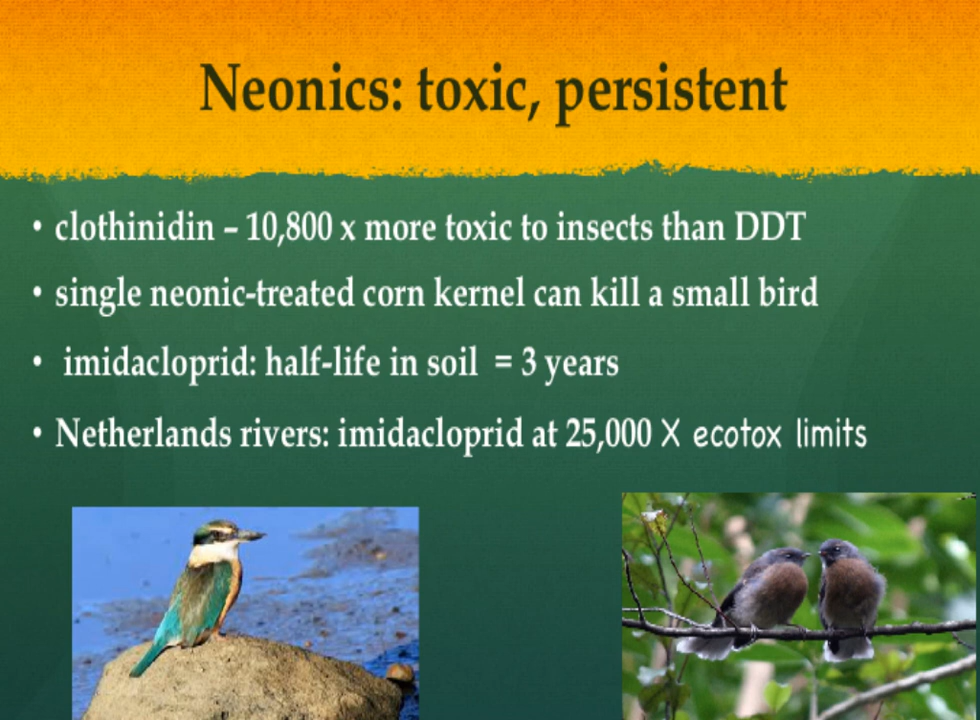 Neonics: toxic, persistent
• clothinidin – 10,800 x more toxic to insects than DDT
• single neonic-treated corn kernel can kill a small bird
• imidacloprid: half-life in soil = 3 years
• Netherlands rivers: imidacloprid at 25,000 X ecotox limits